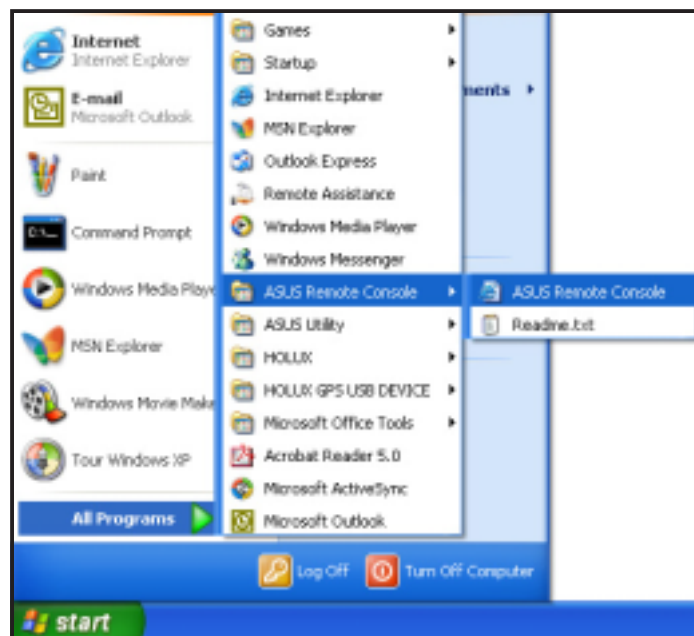 Internet
Internet Explorer
E-mail
Microsoft Outlook
Paint
Command Prompt
Windows Media Playe
MSN Explorer
Windows Movie Make
Tour Windows XP
All Programs
Games
Startup
Internet Explorer
MSN Explorer
Outlook Express
Remote Assistance
Windows Media Player
Windows Messenger
ASUS Remote Console
ASUS Utility
HOLUX
HOLUX GPS USB DEVICE
Microsoft Office Tools
Acrobat Reader 5.0
Microsoft ActiveSync
Microsoft Outlook
ments
ASUS Remote Console
Readme.txt
Log Off
Turn Off Computer
start